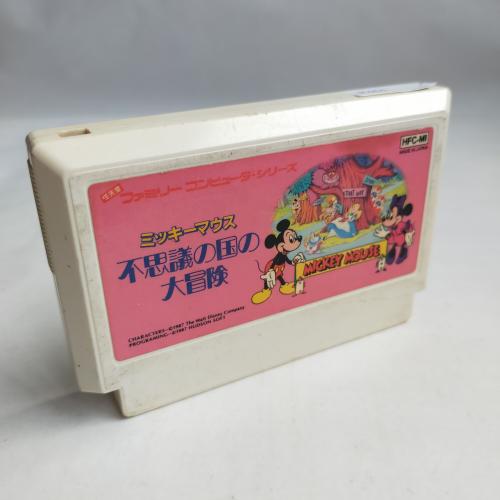 任天堂 ファミリーコンピュータ・シリーズ
HFC-MI
MADE IN JAPAN
THAT WAY
ミッキーマウス
不思議の国の
大冒険
MICKEY MOUSE
CHARACTERS—©1987 The Walt Disney Company
PROGRAMING—©1987 HUDSON SOFT